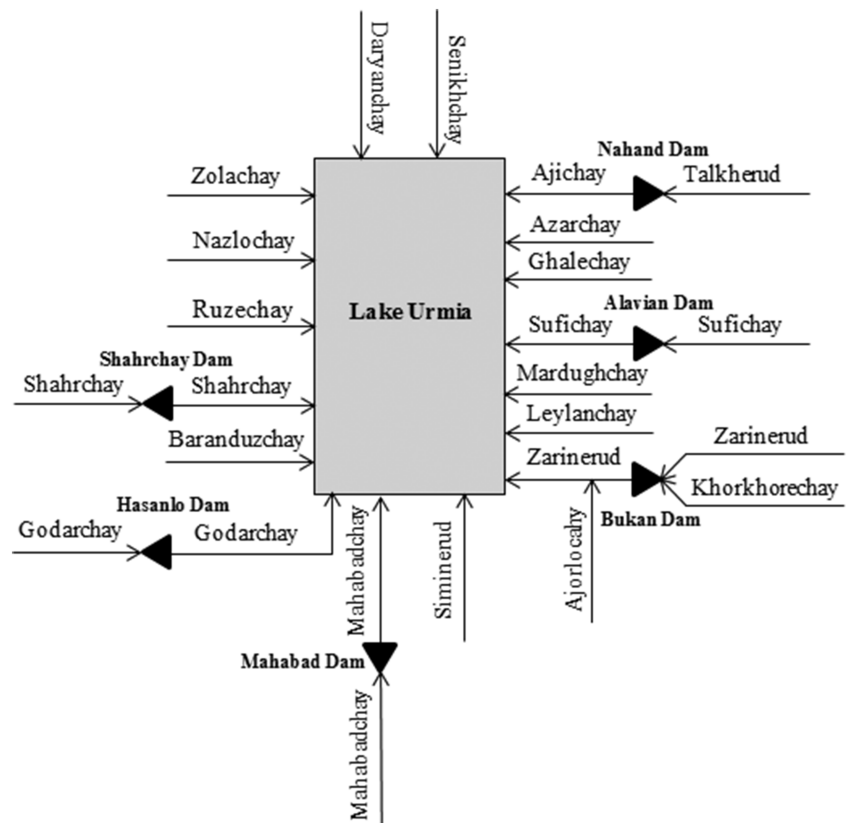 Daryanchay
Senikhchay
Nahand Dam
Zolachay
Ajichay
Talkherud
Azarchay
Nazlochay
Ghalechay
Lake Urmia
Ruzechay
Alavian Dam
Sufichay
Sufichay
Shahrchay Dam
Shahrchay
Shahrchay
Mardughchay
Leylanchay
Baranduzchay
Zarinerud
Zarinerud
Khorkhorechay
Hasanlo Dam
Bukan Dam
Godarchay
Godarchay
Mahabadchay
Siminerud
Ajorlocahy
Mahabad Dam
Mahabadchay